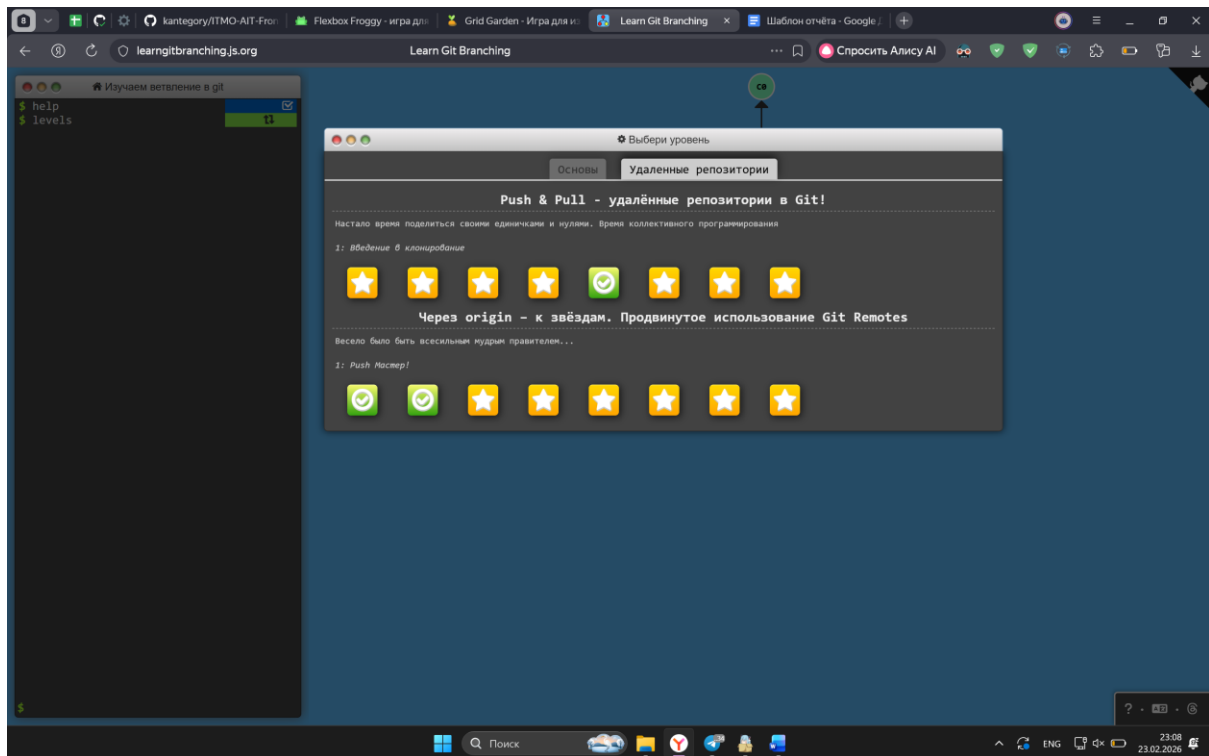 8
kantegory/ITMO-AIT-Fron
Flexbox Froggy - игра для
Grid Garden - Игра для из
Learn Git Branching
Шаблон отчёта - Google
learngitbranching.js.org
Learn Git Branching
Спросить Алису AI
Изучаем ветвление в git
$ help
$ levels
$
c0
Выбери уровень
Основы
Удаленные репозитории
Push & Pull - удалённые репозитории в Git!
Настало время поделиться своими единичками и нулями. Время коллективного программирования
1: Введение в клонирование
Через origin – к звёздам. Продвинутое использование Git Remotes
Весело было быть всесильным мудрым правителем...
1: Push Мастер!
?
Поиск
ENG
23:08
23.02.2026